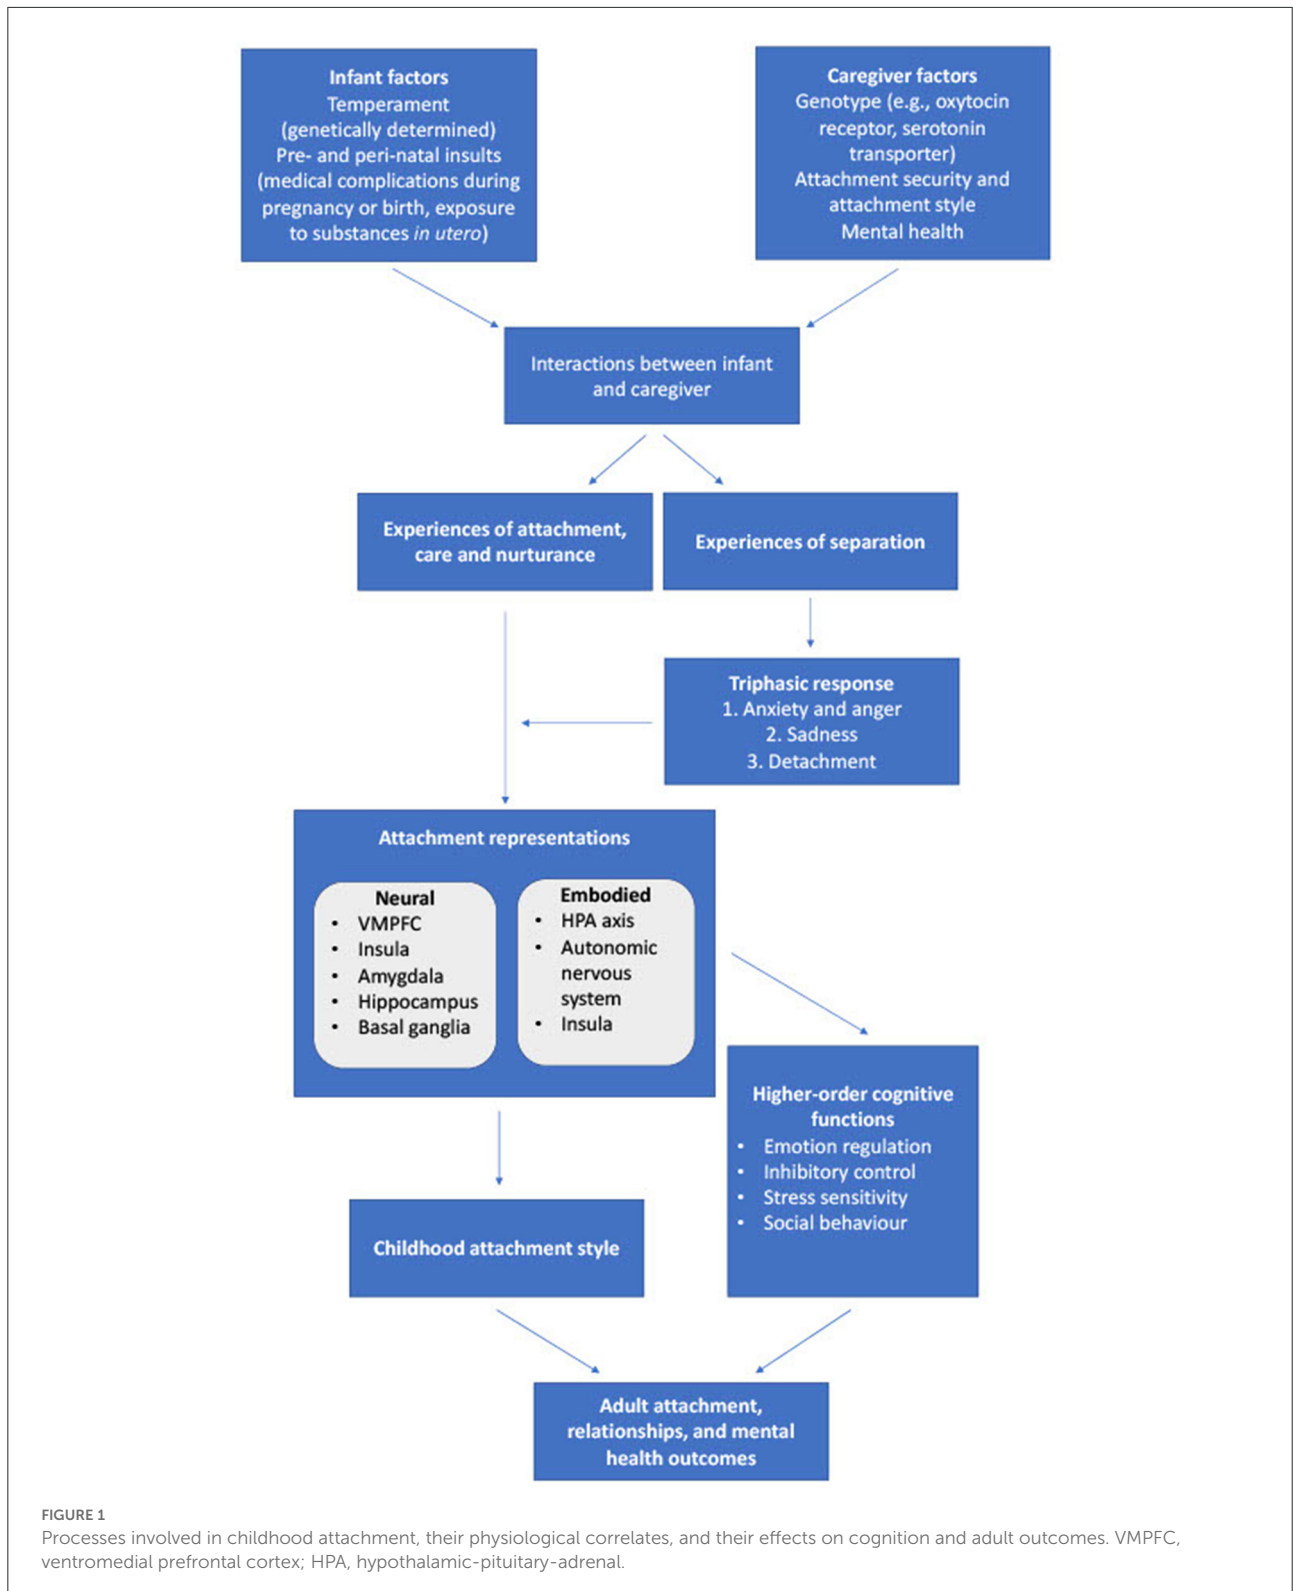 Infant factors
Temperament
(genetically determined)
Pre- and peri-natal insults
(medical complications during
pregnancy or birth, exposure
to substances in utero)
Caregiver factors
Genotype (e.g., oxytocin
receptor, serotonin
transporter)
Attachment security and
attachment style
Mental health
Interactions between infant
and caregiver
Experiences of attachment,
care and nurturance
Experiences of separation
Triphasic response
1. Anxiety and anger
2. Sadness
3. Detachment
Attachment representations
Neural
• VMPFC
• Insula
• Amygdala
• Hippocampus
• Basal ganglia
Embodied
• HPA axis
• Autonomic
nervous
system
• Insula
Higher-order cognitive
functions
• Emotion regulation
• Inhibitory control
• Stress sensitivity
• Social behaviour
Childhood attachment style
Adult attachment,
relationships, and mental
health outcomes
FIGURE 1
Processes involved in childhood attachment, their physiological correlates, and their effects on cognition and adult outcomes. VMPFC,
ventromedial prefrontal cortex; HPA, hypothalamic-pituitary-adrenal.